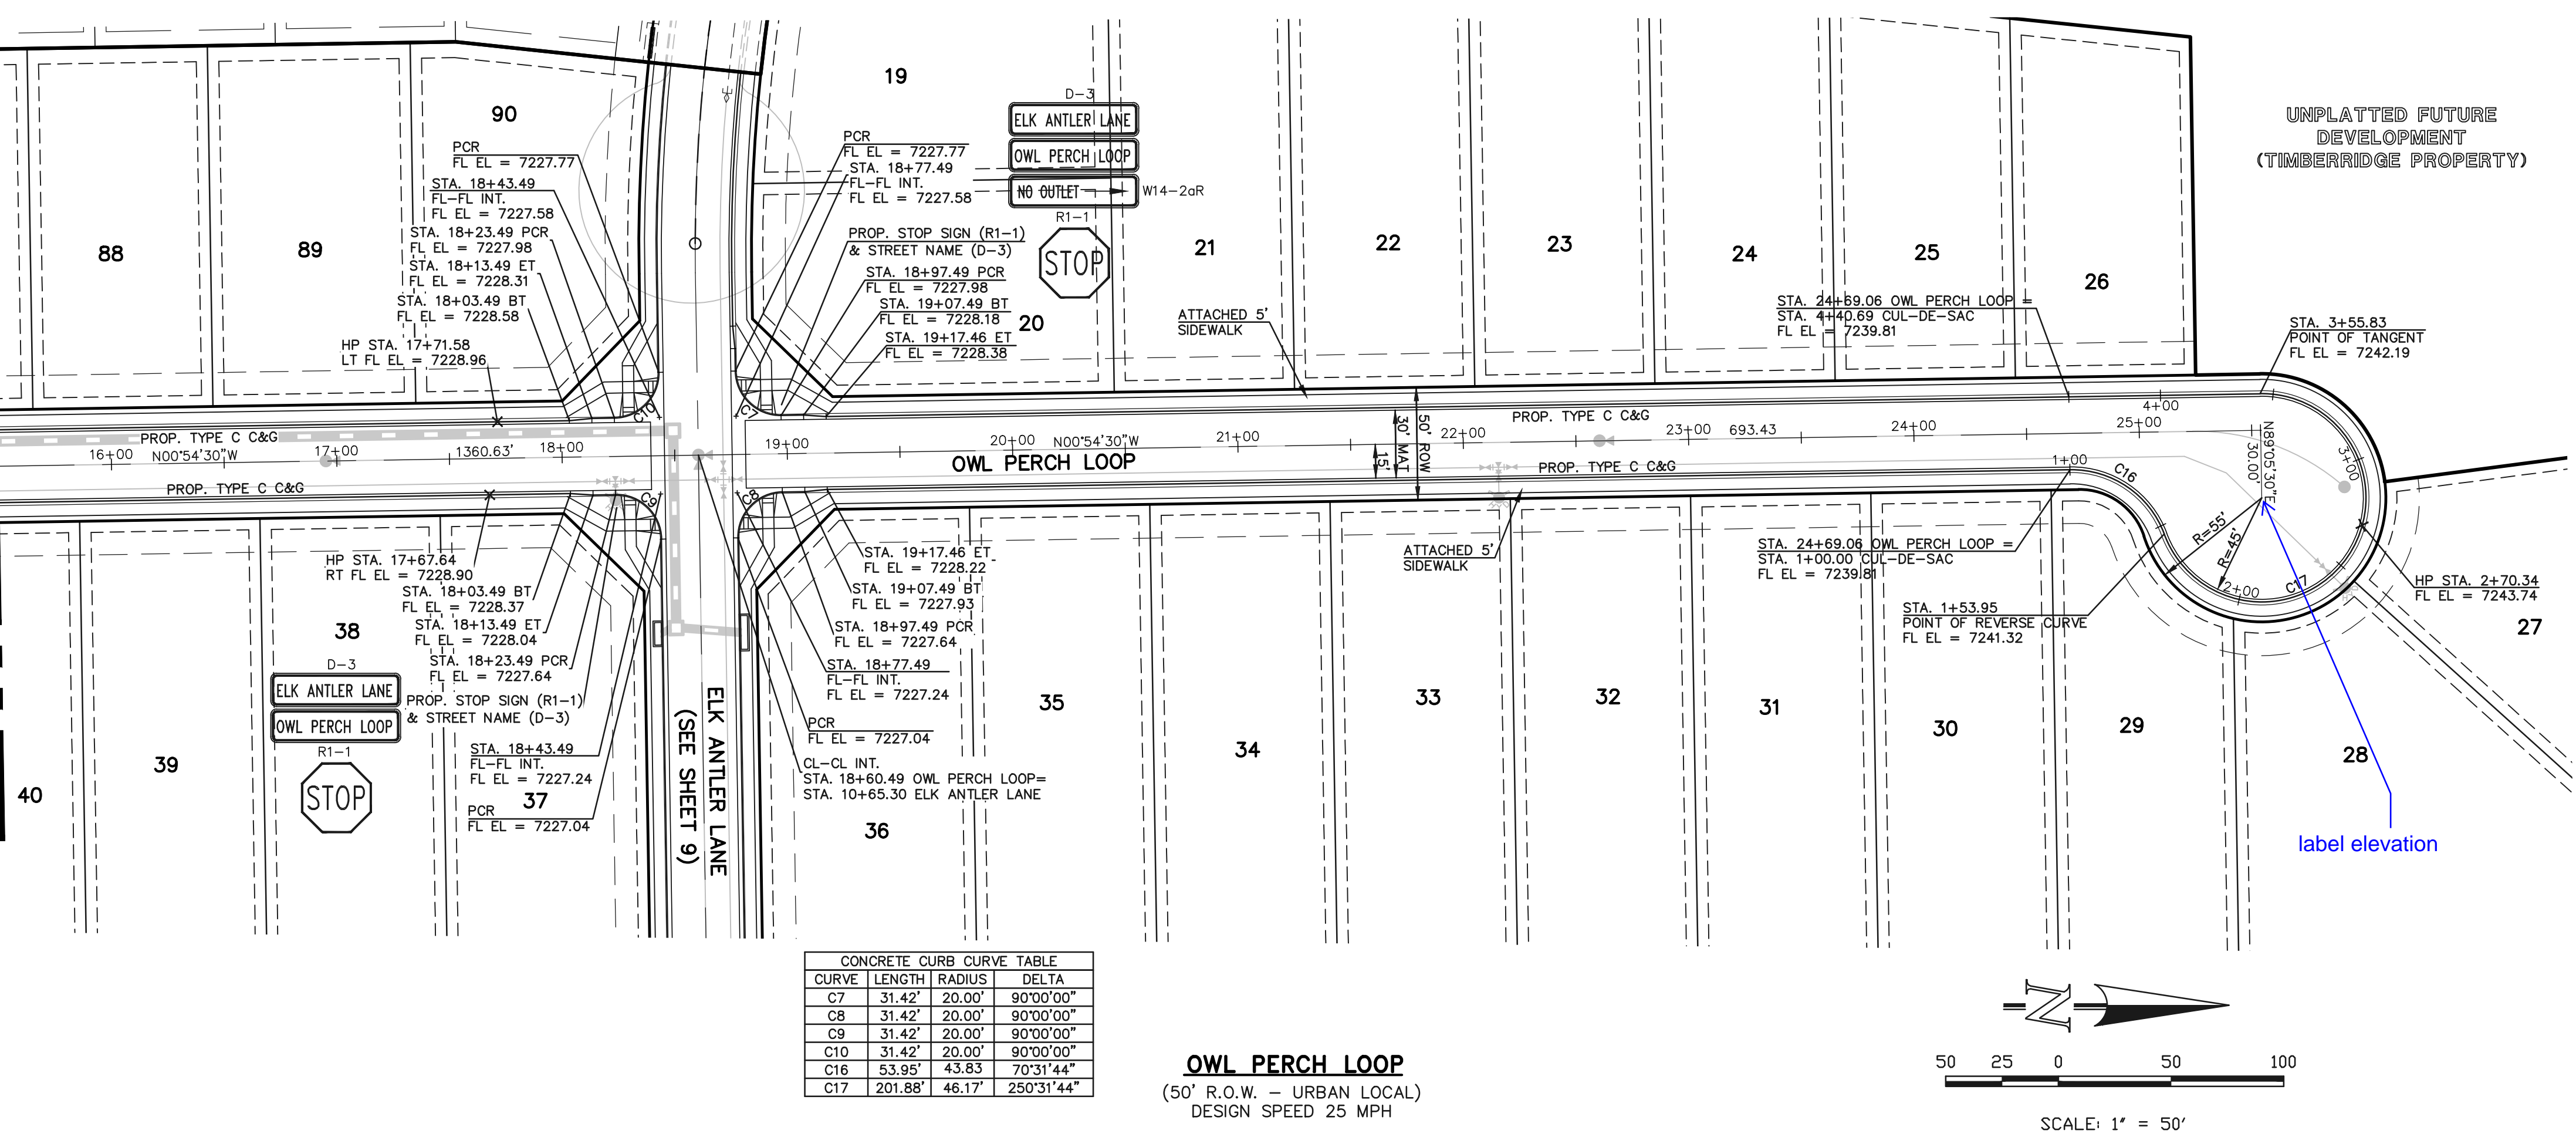 UNPLATTED FUTURE
DEVELOPMENT
(TIMBERRIDGE PROPERTY)
88
89
90
19
20
21
22
23
24
25
26
PCR
FL EL = 7227.77
STA. 18+43.49
FL-FL INT.
FL EL = 7227.58
STA. 18+23.49 PCR
FL EL = 7227.98
STA. 18+13.49 ET
FL EL = 7228.31
STA. 18+03.49 BT
FL EL = 7228.58
HP STA. 17+71.58
LT FL EL = 7228.96
PCR
FL EL = 7227.77
STA. 18+77.49
FL-FL INT.
FL EL = 7227.58
PROP. STOP SIGN (R1-1)
& STREET NAME (D-3)
STA. 18+97.49 PCR
FL EL = 7227.98
STA. 19+07.49 BT
FL EL = 7228.18
STA. 19+17.46 ET
FL EL = 7228.38
D-3
ELK ANTLER LANE
OWL PERCH LOOP
NO OUTLET
W14-2aR
R1-1
STOP
ATTACHED 5'
SIDEWALK
STA. 24+69.06 OWL PERCH LOOP =
STA. 4+40.69 CUL-DE-SAC
FL EL = 7239.81
STA. 3+55.83
POINT OF TANGENT
FL EL = 7242.19
C10
C7
PROP. TYPE C C&G
PROP. TYPE C C&G
4+00
16+00
N00°54'30"W
17+00
1360.63'
18+00
19+00
20+00
N00°54'30"W
21+00
22+00
23+00
693.43
24+00
25+00
OWL PERCH LOOP
15'
30' MAT
50' ROW
N89°05'30"E
30.00'
3+00
PROP. TYPE C C&G
PROP. TYPE C C&G
1+00
C16
C9
C8
R=55'
R=45'
2+00
C17
HP STA. 17+67.64
RT FL EL = 7228.90
STA. 18+03.49 BT
FL EL = 7228.37
STA. 18+13.49 ET
FL EL = 7228.04
STA. 18+23.49 PCR
FL EL = 7227.64
PROP. STOP SIGN (R1-1)
& STREET NAME (D-3)
STA. 18+43.49
FL-FL INT.
FL EL = 7227.24
PCR
FL EL = 7227.04
D-3
ELK ANTLER LANE
OWL PERCH LOOP
R1-1
STOP
STA. 19+17.46 ET
FL EL = 7228.22
STA. 19+07.49 BT
FL EL = 7227.93
STA. 18+97.49 PCR
FL EL = 7227.64
STA. 18+77.49
FL-FL INT.
FL EL = 7227.24
PCR
FL EL = 7227.04
CL-CL INT.
STA. 18+60.49 OWL PERCH LOOP=
STA. 10+65.30 ELK ANTLER LANE
ELK ANTLER LANE
(SEE SHEET 9)
ATTACHED 5'
SIDEWALK
STA. 24+69.06 OWL PERCH LOOP =
STA. 1+00.00 CUL-DE-SAC
FL EL = 7239.81
STA. 1+53.95
POINT OF REVERSE CURVE
FL EL = 7241.32
HP STA. 2+70.34
FL EL = 7243.74
label elevation
40
39
38
37
36
35
34
33
32
31
30
29
28
27
CONCRETE CURB CURVE TABLE
CURVE LENGTH RADIUS DELTA
C7 31.42' 20.00' 90°00'00"
C8 31.42' 20.00' 90°00'00"
C9 31.42' 20.00' 90°00'00"
C10 31.42' 20.00' 90°00'00"
C16 53.95' 43.83 70°31'44"
C17 201.88' 46.17' 250°31'44"
OWL PERCH LOOP
(50' R.O.W. - URBAN LOCAL)
DESIGN SPEED 25 MPH
N
50 25 0 50 100
SCALE: 1" = 50'